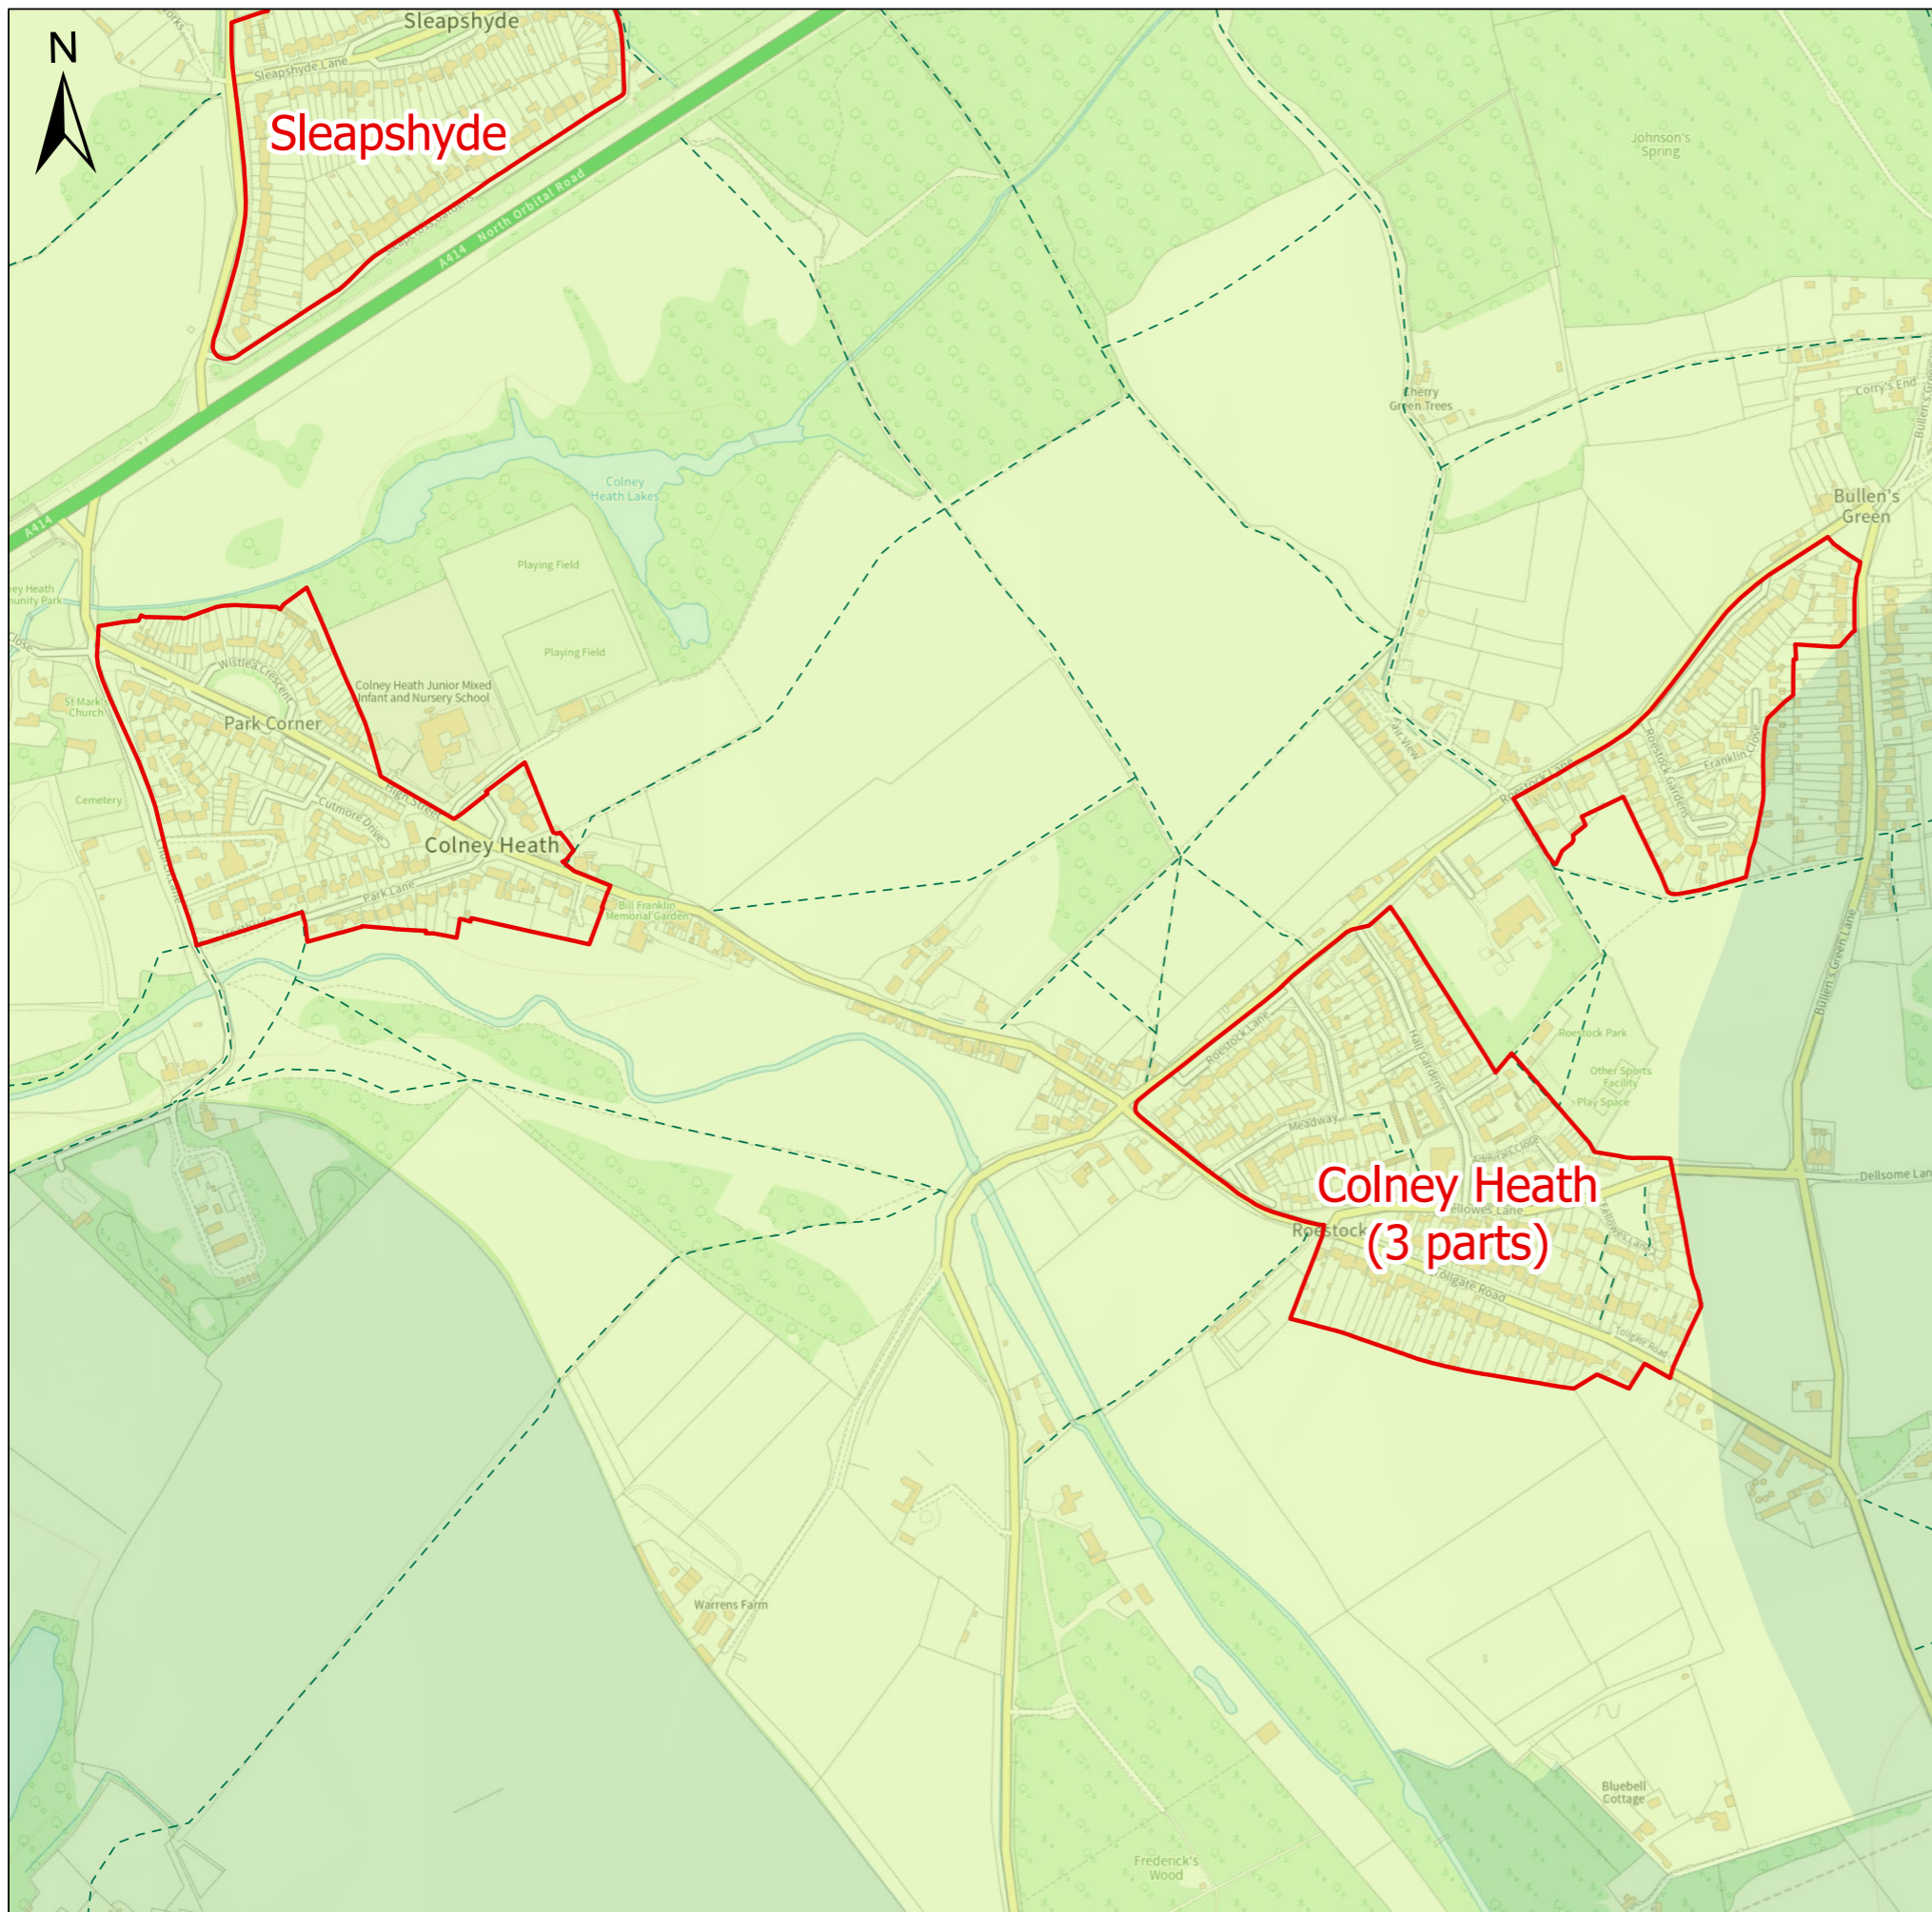 Sleapshyde
N
Sleapshyde Lane
Sleapshyde
Johnson's
Spring
A414 North Orbital Road
Cherry
Green Trees
Corry's End
Colney
Heath Lakes
Bullen's
Green
A414
Playing Field
Playing Field
Wistlea Crescent
Colney Heath Junior Mixed
Infant and Nursery School
St Mark's
Church
Park Corner
Fair View
Roestock Gardens
Franklin Close
Roestock Lane
Cemetery
High Street
Cutmore Drive
Colney Heath
Church Lane
Park Lane
Bill Franklin
Memorial Garden
Bullen's Green Lane
Roestock Lane
Hall Gardens
Roestock Park
Other Sports
Facility
Play Space
Meadway
Admirals Close
Dellsome Lan
Colney Heath
(3 parts)
Fellowes Lane
Fellowes Lane
Roestock
Tollgate Road
Tollgate Road
Warrens Farm
Bluebell
Cottage
Frederick's
Wood